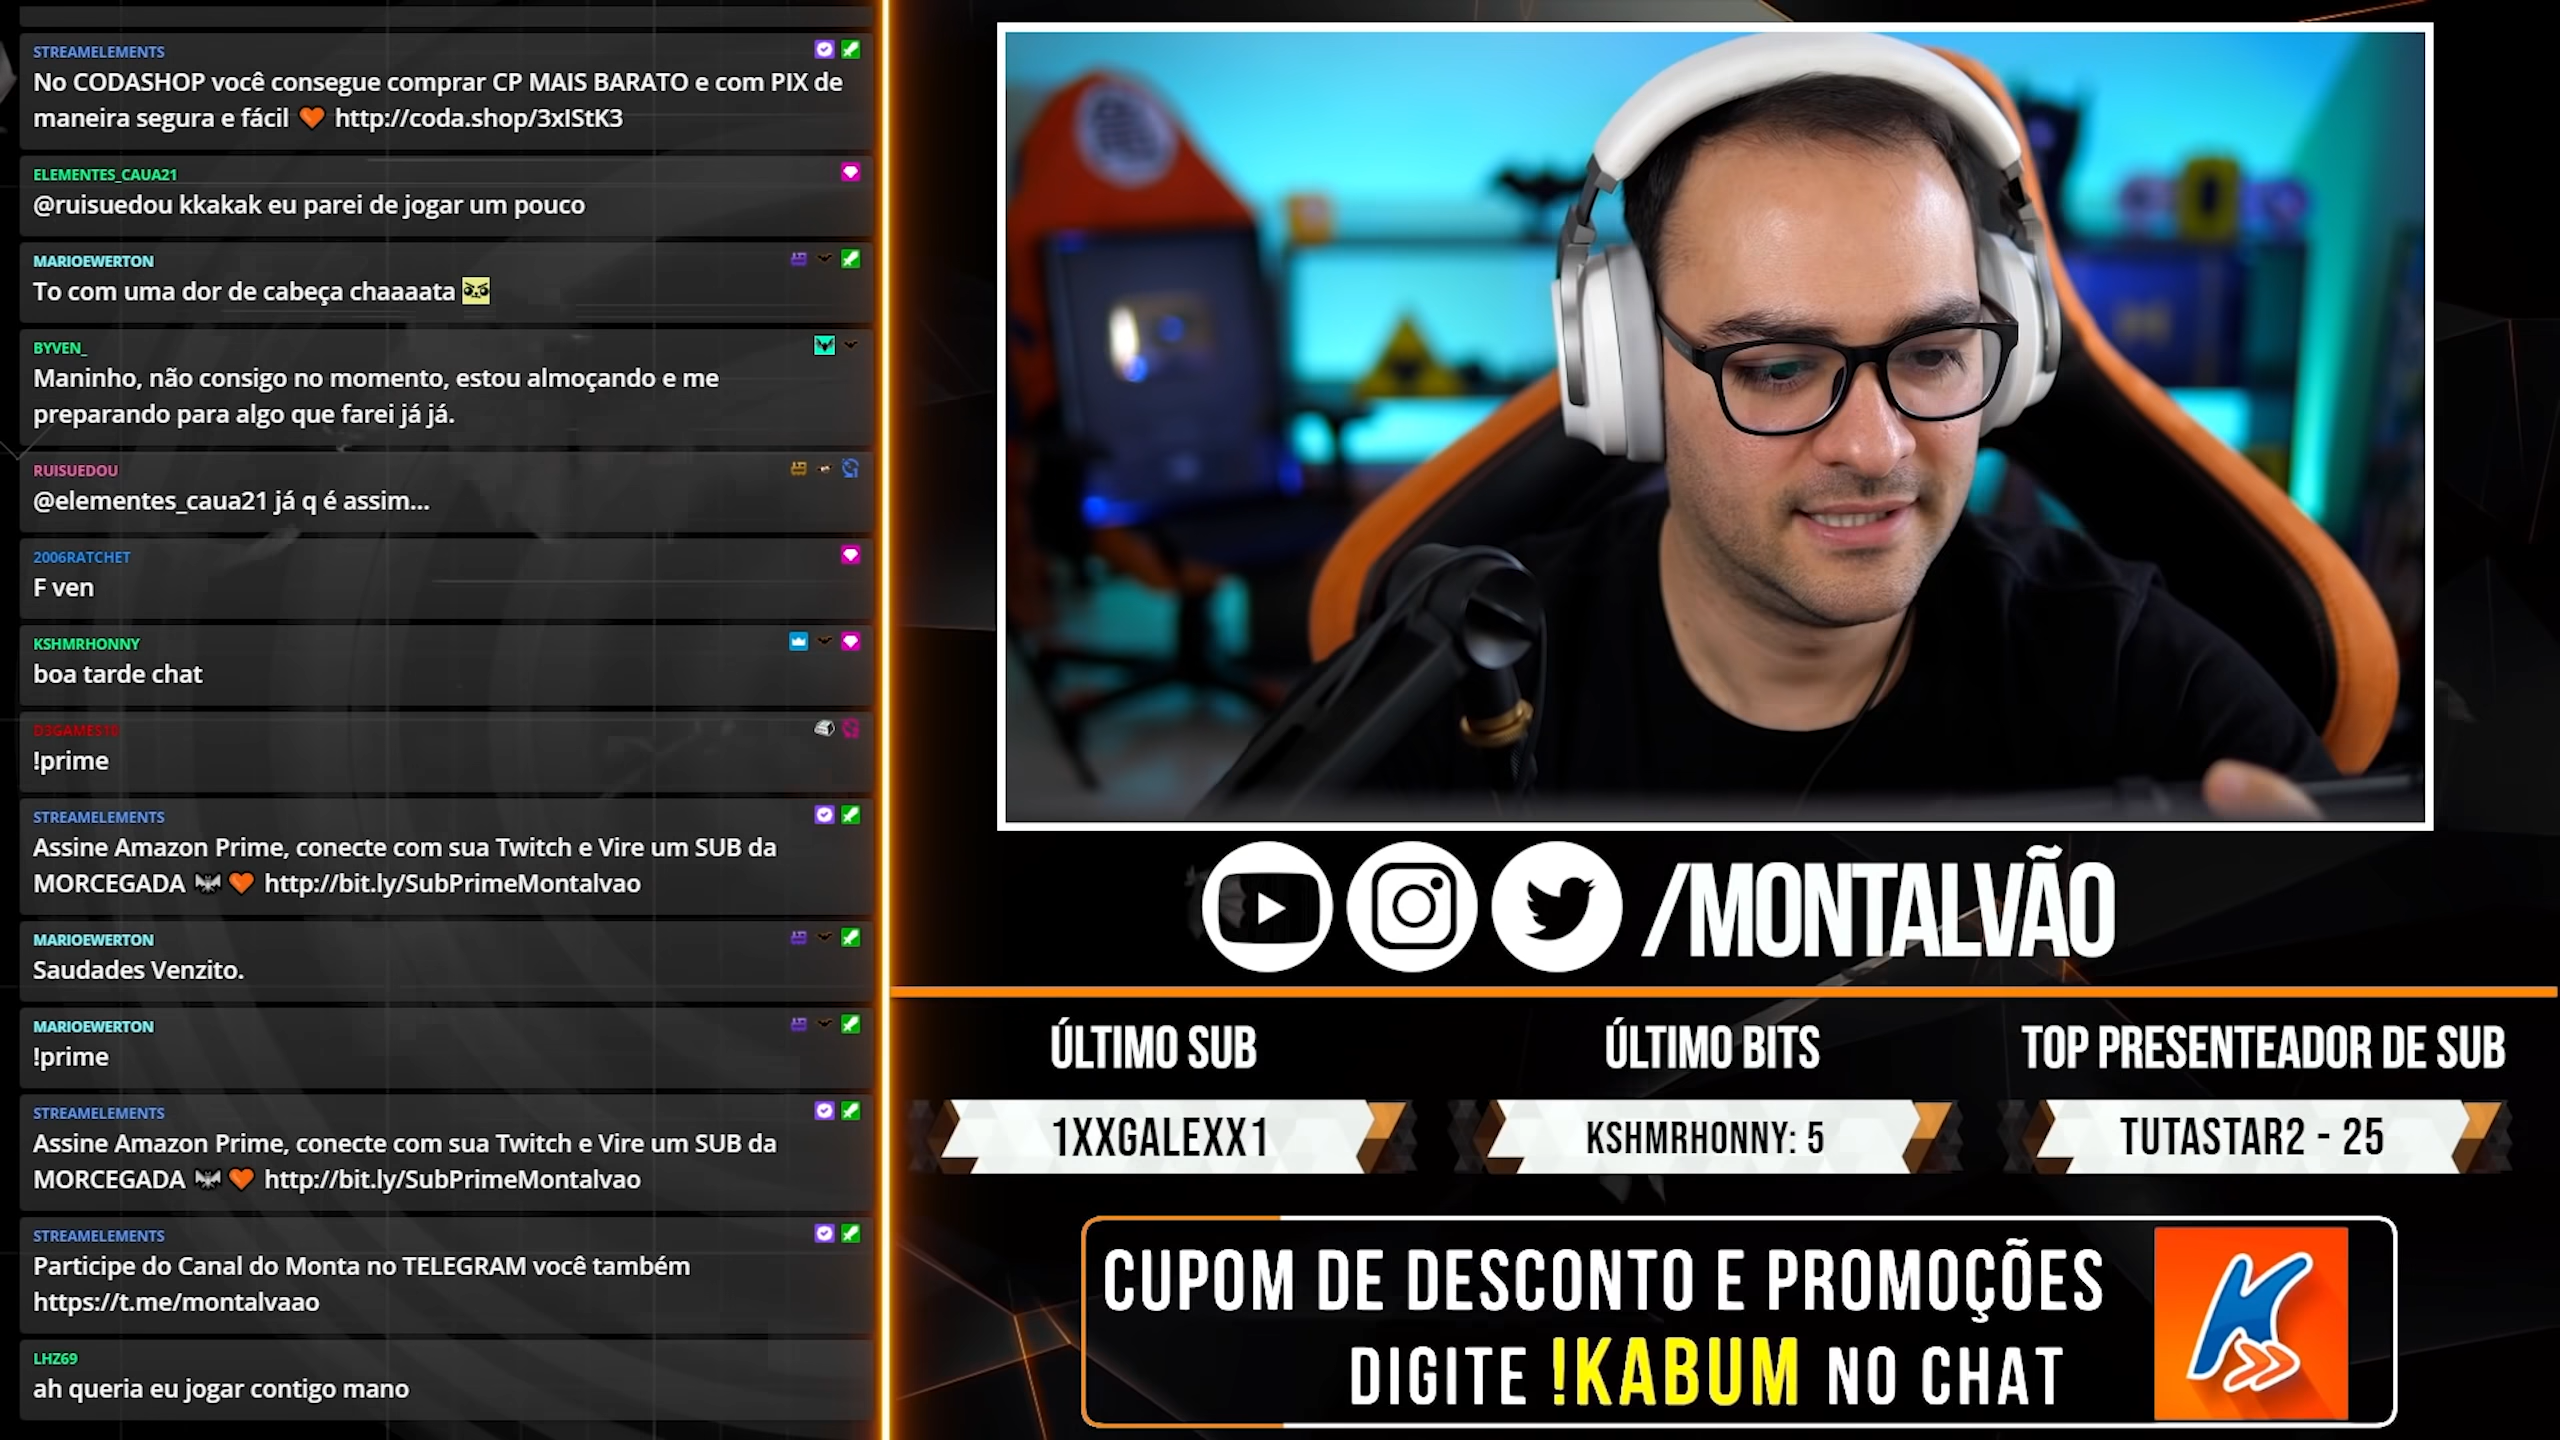 STREAMELEMENTS
No CODASHOP você consegue comprar CP MAIS BARATO e com PIX de
maneira segura e fácil 🧡 http://coda.shop/3xIStK3
ELEMENTES_CAUA21
@ruisuedou kkakak eu parei de jogar um pouco
MARIOEWERTON
To com uma dor de cabeça chaaaata
BYVEN_
Maninho, não consigo no momento, estou almoçando e me
preparando para algo que farei já já.
RUISUEDOU
@elementes_caua21 já q é assim...
2006RATCHET
F ven
KSHMRHONNY
boa tarde chat
D3GAMES10
!prime
STREAMELEMENTS
Assine Amazon Prime, conecte com sua Twitch e Vire um SUB da
MORCEGADA 🧡 http://bit.ly/SubPrimeMontalvao
MARIOEWERTON
Saudades Venzito.
MARIOEWERTON
!prime
STREAMELEMENTS
Assine Amazon Prime, conecte com sua Twitch e Vire um SUB da
MORCEGADA 🧡 http://bit.ly/SubPrimeMontalvao
STREAMELEMENTS
Participe do Canal do Monta no TELEGRAM você também
https://t.me/montalvaao
LHZ69
ah queria eu jogar contigo mano
/MONTALVÃO
ÚLTIMO SUB
1XXGALEXX1
ÚLTIMO BITS
KSHMRHONNY: 5
TOP PRESENTEADOR DE SUB
TUTASTAR2 - 25
CUPOM DE DESCONTO E PROMOÇÕES
DIGITE !KABUM NO CHAT